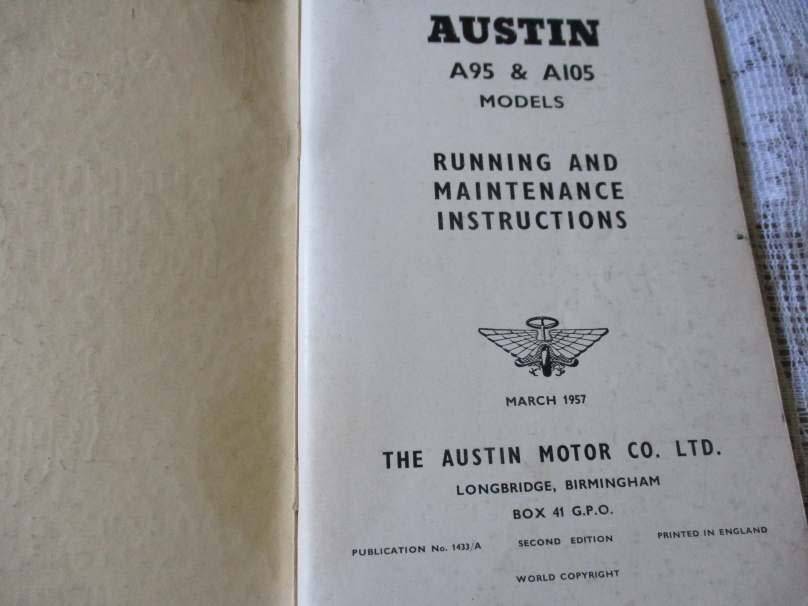 AUSTIN
A95 & A105
MODELS
RUNNING AND
MAINTENANCE
INSTRUCTIONS
MARCH 1957
THE AUSTIN MOTOR CO. LTD.
LONGBRIDGE, BIRMINGHAM
BOX 41 G.P.O.
PUBLICATION No. 1433/A SECOND EDITION PRINTED IN ENGLAND
WORLD COPYRIGHT